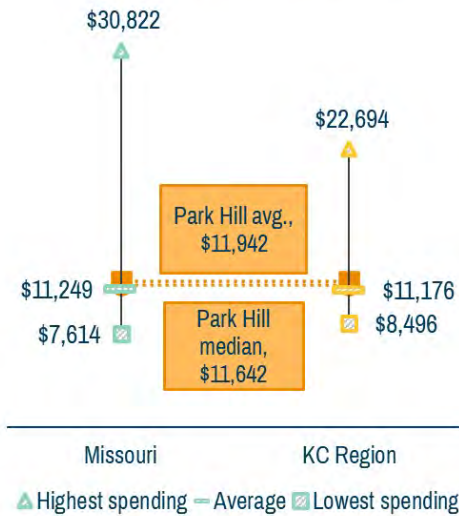 $30,822
$22,694
Park Hill avg.,
$11,942
$11,249
$11,176
$7,614
$8,496
Park Hill
median,
$11,642
Missouri
KC Region
Highest spending
Average
Lowest spending